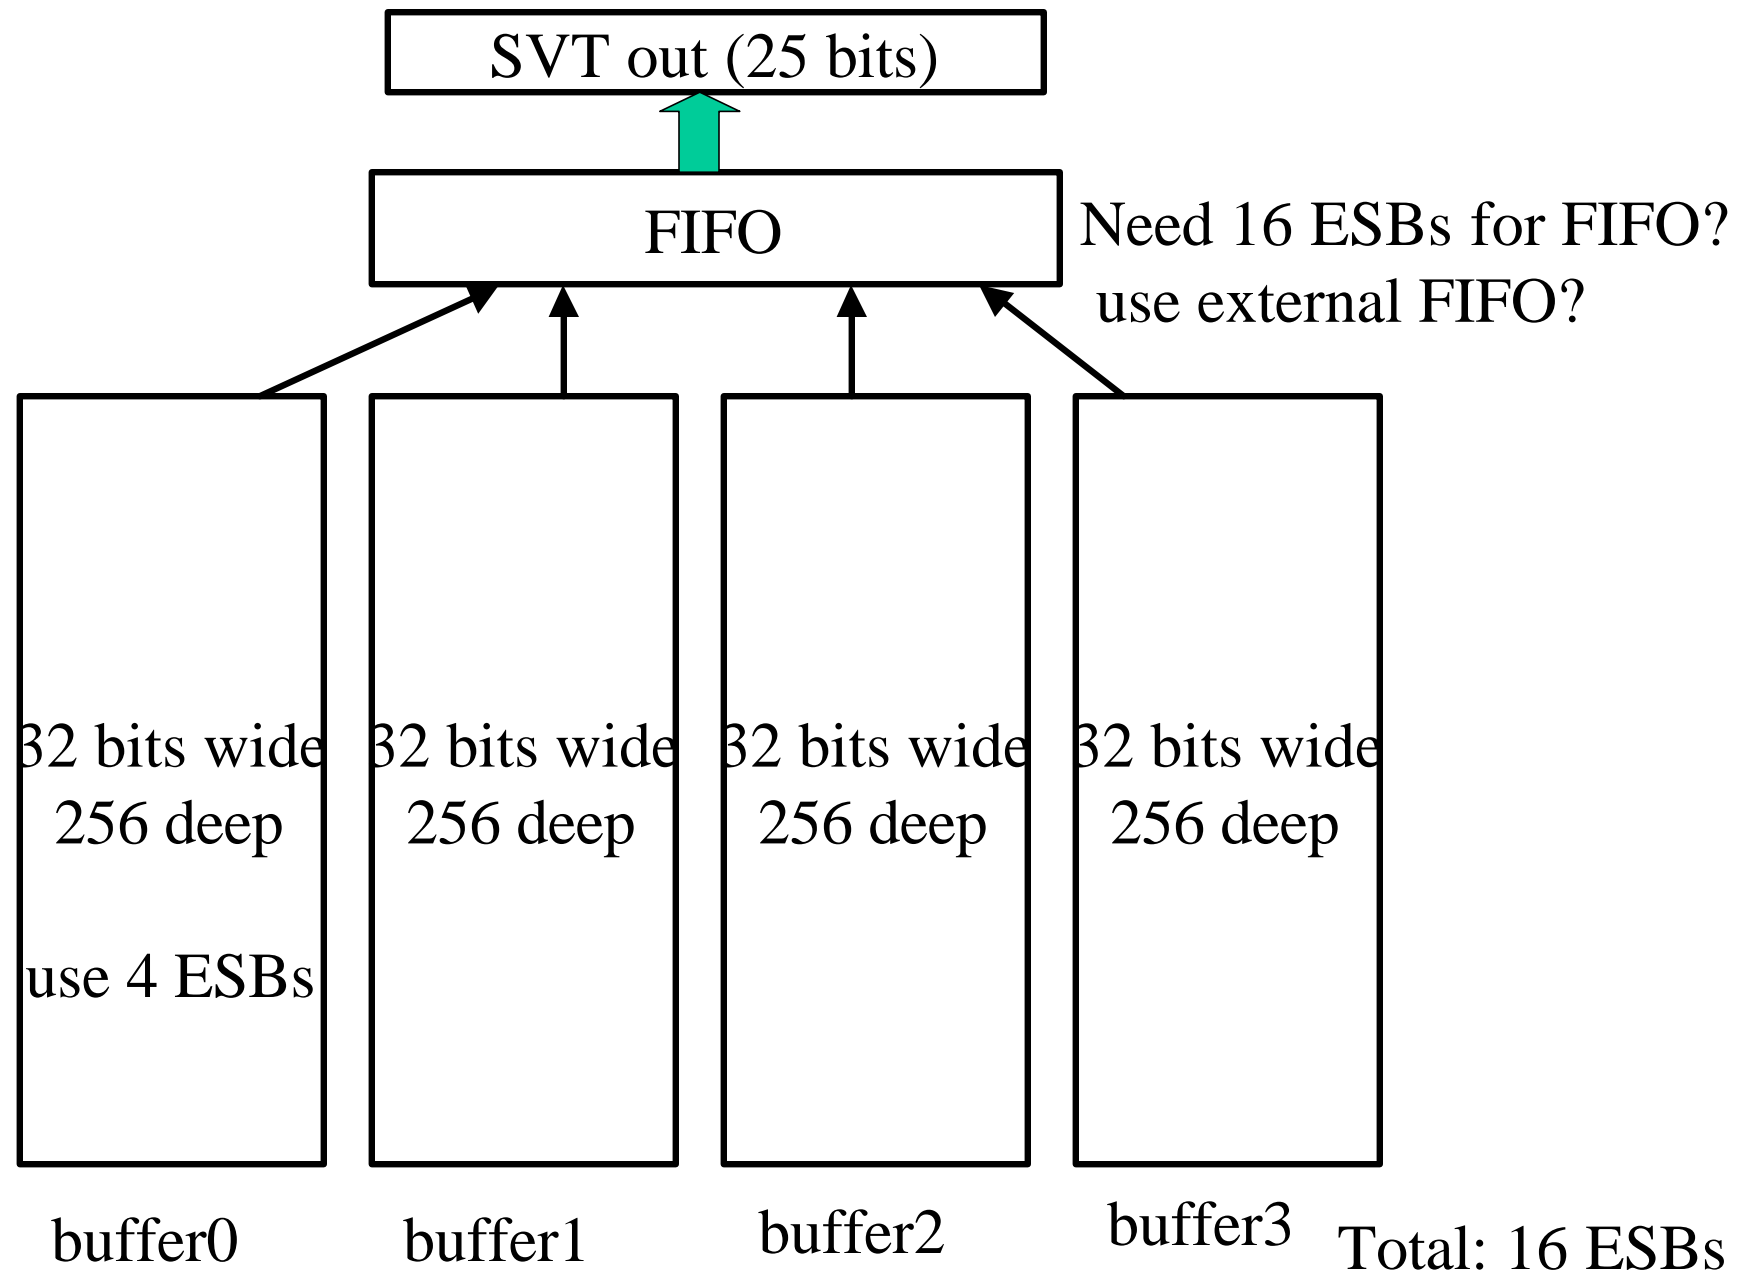 SVT out (25 bits)
FIFO
Need 16 ESBs for FIFO?
use external FIFO?
32 bits wide
256 deep
use 4 ESBs
32 bits wide
256 deep
32 bits wide
256 deep
32 bits wide
256 deep
buffer0
buffer1
buffer2
buffer3
Total: 16 ESBs